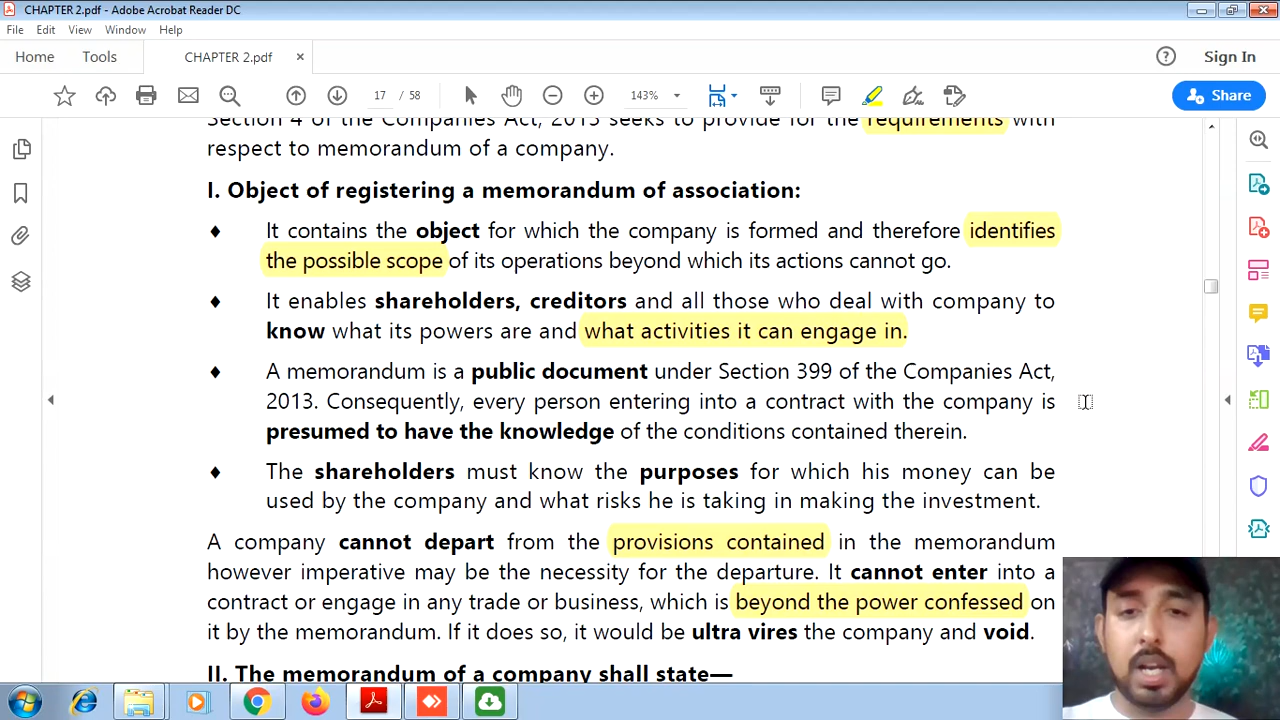 CHAPTER 2.pdf - Adobe Acrobat Reader DC
File Edit View Window Help
Home Tools CHAPTER 2.pdf × ? Sign In
17 / 58 143% Share
Section 4 of the Companies Act, 2013 seeks to provide for the requirements with
respect to memorandum of a company.
I. Object of registering a memorandum of association:
♦ It contains the object for which the company is formed and therefore identifies
the possible scope of its operations beyond which its actions cannot go.
♦ It enables shareholders, creditors and all those who deal with company to
know what its powers are and what activities it can engage in.
♦ A memorandum is a public document under Section 399 of the Companies Act,
2013. Consequently, every person entering into a contract with the company is
presumed to have the knowledge of the conditions contained therein.
♦ The shareholders must know the purposes for which his money can be
used by the company and what risks he is taking in making the investment.
A company cannot depart from the provisions contained in the memorandum
however imperative may be the necessity for the departure. It cannot enter into a
contract or engage in any trade or business, which is beyond the power confessed on
it by the memorandum. If it does so, it would be ultra vires the company and void.
II. The memorandum of a company shall state—